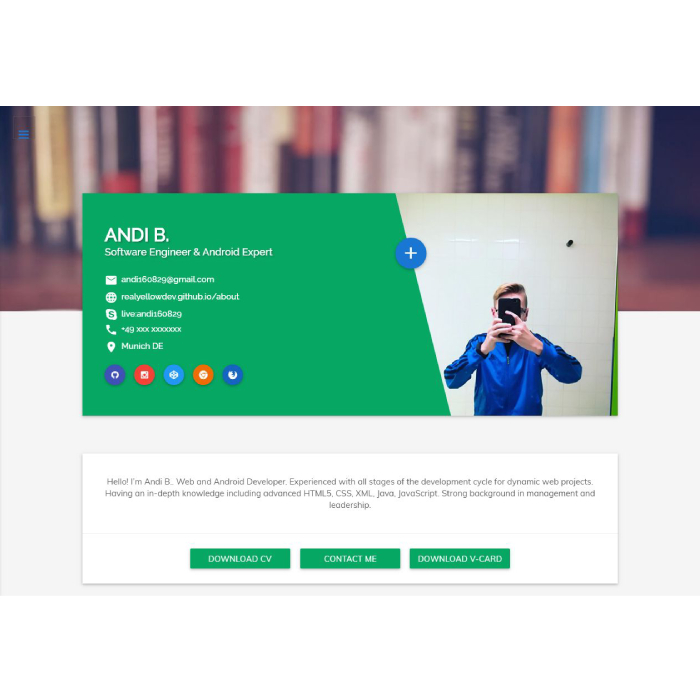 ANDI B.
Software Engineer & Android Expert
andi160829@gmail.com
realyellowdev.github.io/about
live:andi160829
+49 xxx xxxxxxx
Munich DE
Hello! I'm Andi B,. Web and Android Developer. Experienced with all stages of the development cycle for dynamic web projects.
Having an in-depth knowledge including advanced HTML5, CSS, XML, Java, JavaScript. Strong background in management and
leadership.
DOWNLOAD CV
CONTACT ME
DOWNLOAD V-CARD